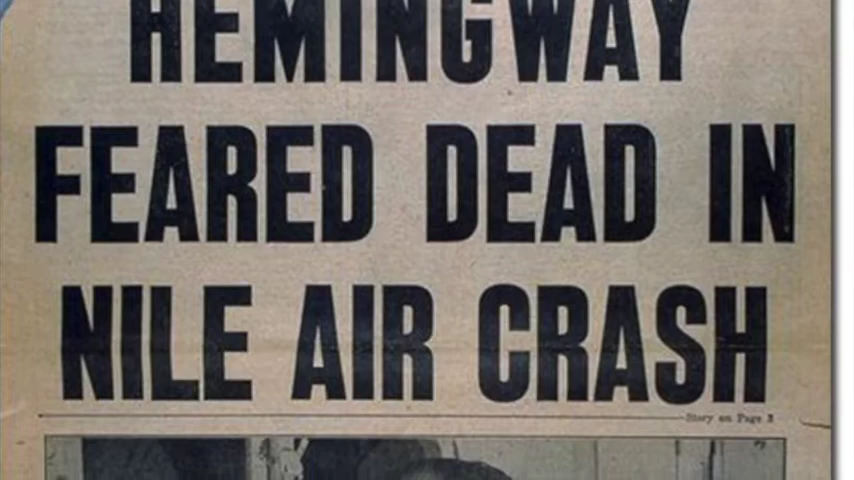 HEMINGWAY
FEARED DEAD IN
NILE AIR CRASH
Story on Page 3